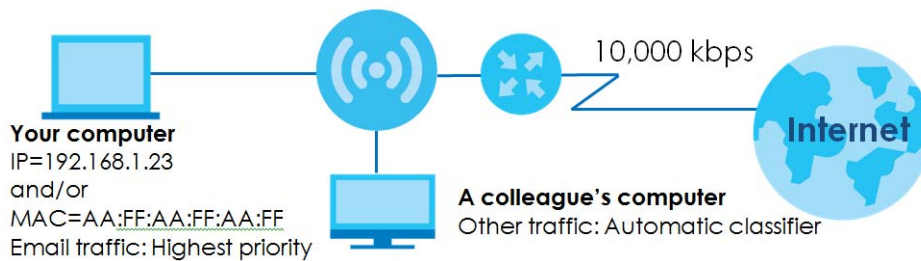 10,000 kbps
Internet
Your computer
IP=192.168.1.23
and/or
MAC=AA:FF:AA:FF:AA:FF
Email traffic: Highest priority
A colleague's computer
Other traffic: Automatic classifier